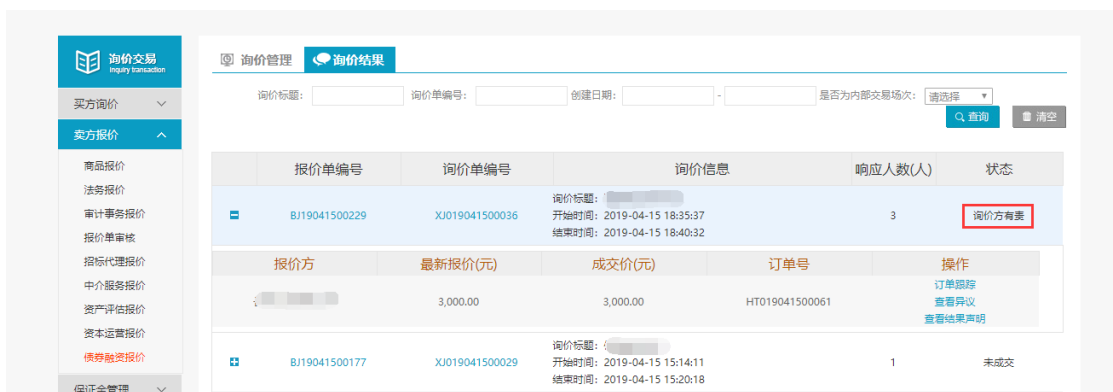 询价交易
Inquiry transaction
买方询价
卖方报价
商品报价
法务报价
审计事务报价
报价单审核
招标代理报价
中介服务报价
资产评估报价
资本运营报价
债券融资报价
保证金管理
询价管理 询价结果
询价标题： 询价单编号： 创建日期： - 是否为内部交易场次： 请选择
查询 清空
报价单编号 询价单编号 询价信息 响应人数(人) 状态
询价标题：
BJ19041500229 XJ019041500036 开始时间：2019-04-15 18:35:37 3 询价方有责
结束时间：2019-04-15 18:40:32
报价方 最新报价(元) 成交价(元) 订单号 操作
订单跟踪
3,000.00 3,000.00 HT019041500061 查看异议
查看结果声明
询价标题：
BJ19041500177 XJ019041500029 开始时间：2019-04-15 15:14:11 1 未成交
结束时间：2019-04-15 15:20:18